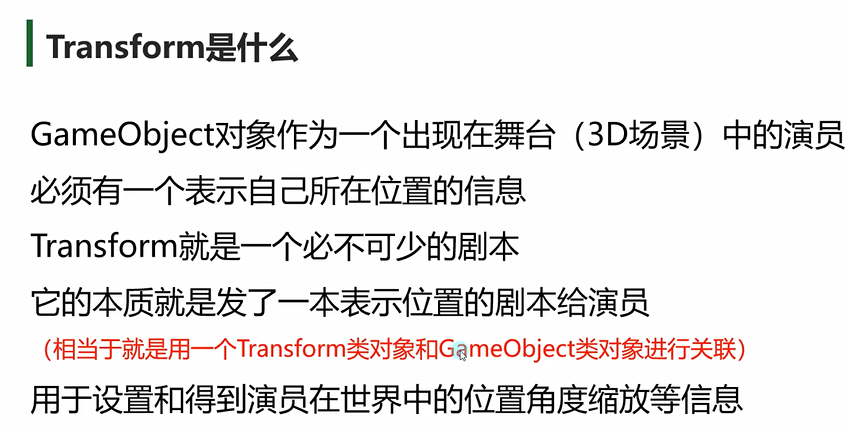 Transform是什么
GameObject对象作为一个出现在舞台（3D场景）中的演员
必须有一个表示自己所在位置的信息
Transform就是一个必不可少的剧本
它的本质就是发了一本表示位置的剧本给演员
（相当于就是用一个Transform类对象和GameObject类对象进行关联）
用于设置和得到演员在世界中的位置角度缩放等信息